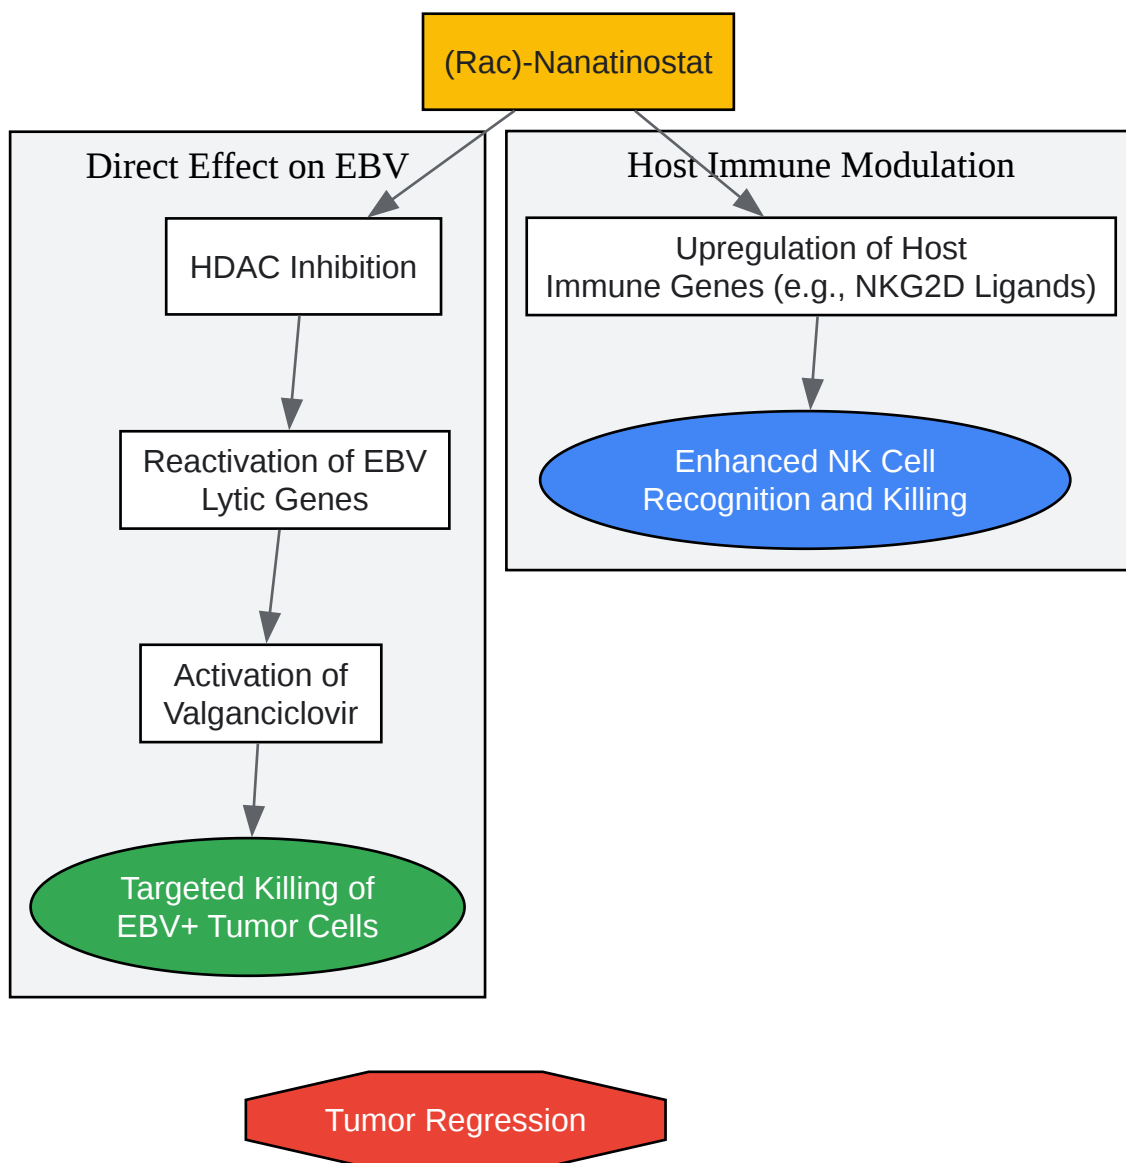 (Rac)-Nanatinostat
Direct Effect on EBV
HDAC Inhibition
Reactivation of EBV
Lytic Genes
Activation of
Valganciclovir
Targeted Killing of
EBV+ Tumor Cells
Host Immune Modulation
Upregulation of Host
Immune Genes (e.g., NKG2D Ligands)
Enhanced NK Cell
Recognition and Killing
Tumor Regression